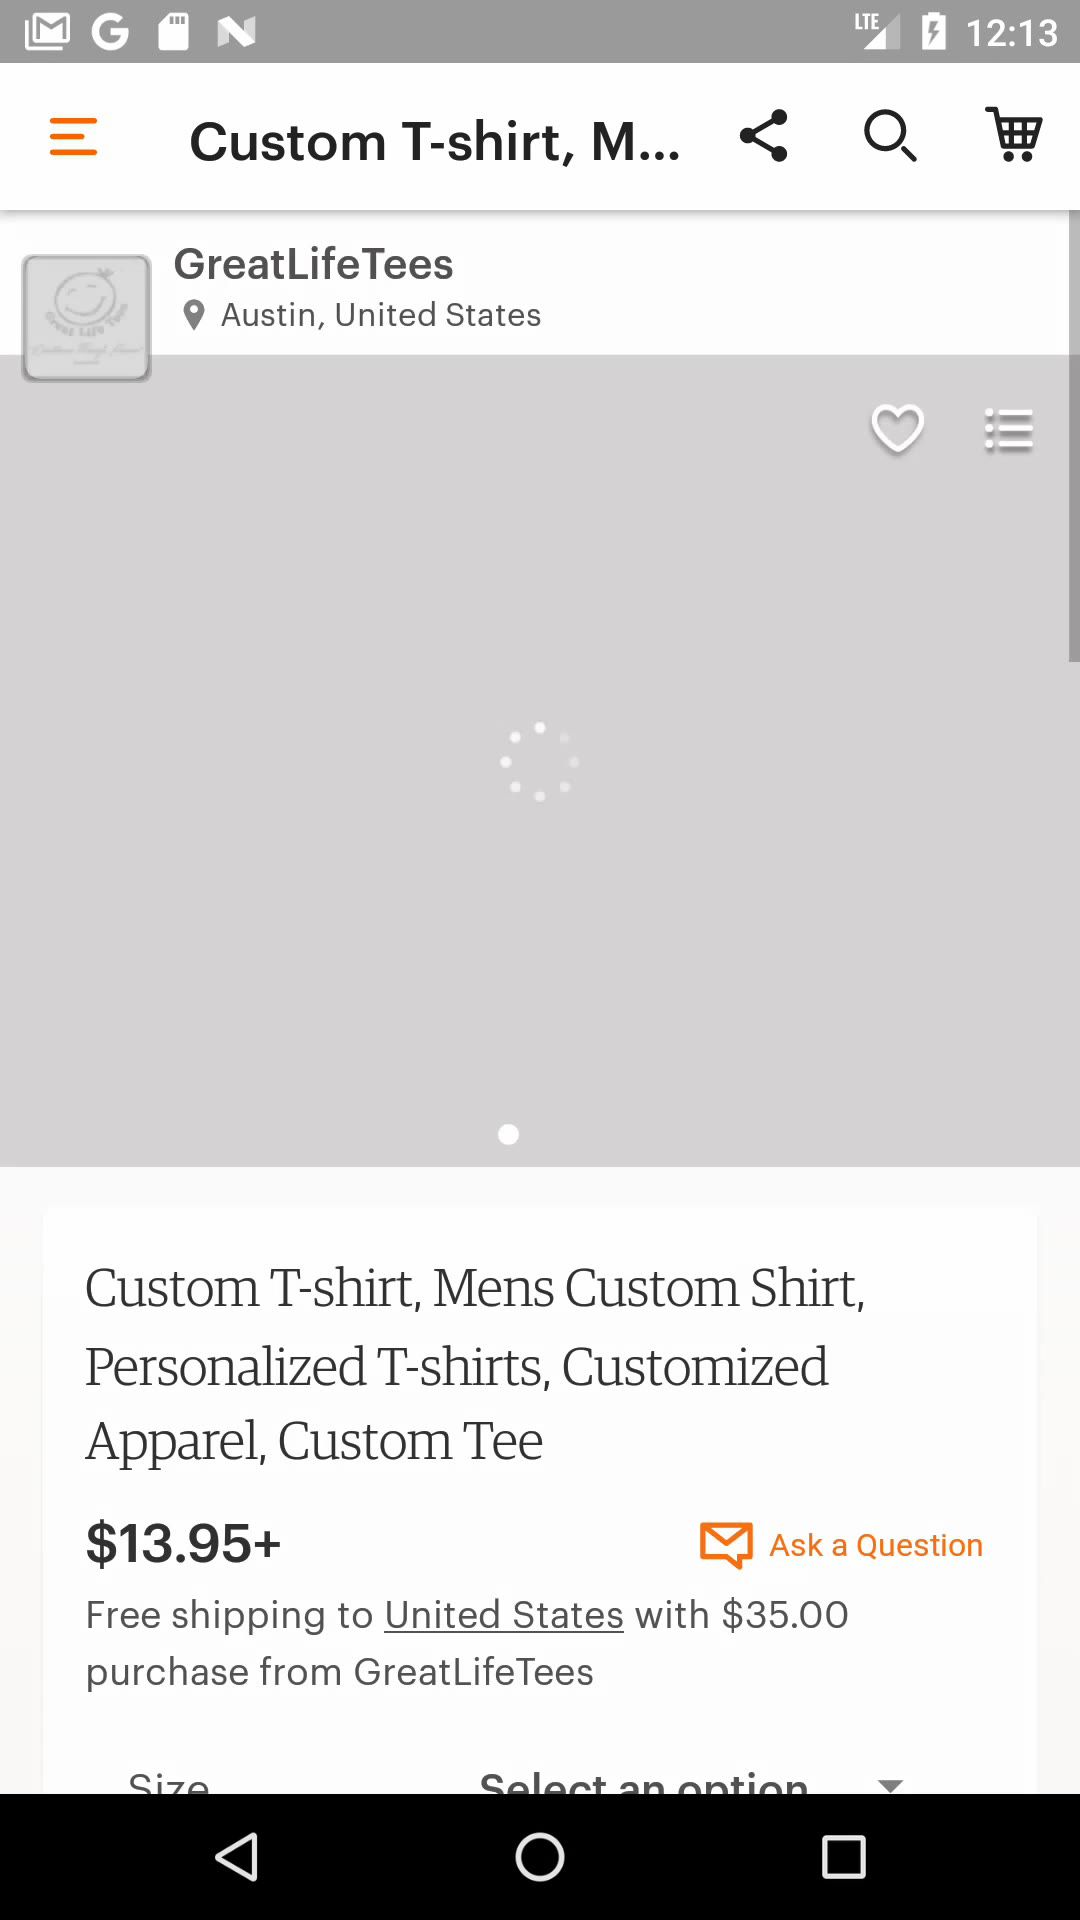 LTE 12:13
Custom T-shirt, M...
GreatLifeTees
Austin, United States
Custom T-shirt, Mens Custom Shirt,
Personalized T-shirts, Customized
Apparel, Custom Tee
$13.95+
Ask a Question
Free shipping to United States with $35.00
purchase from GreatLifeTees
Size Select an option